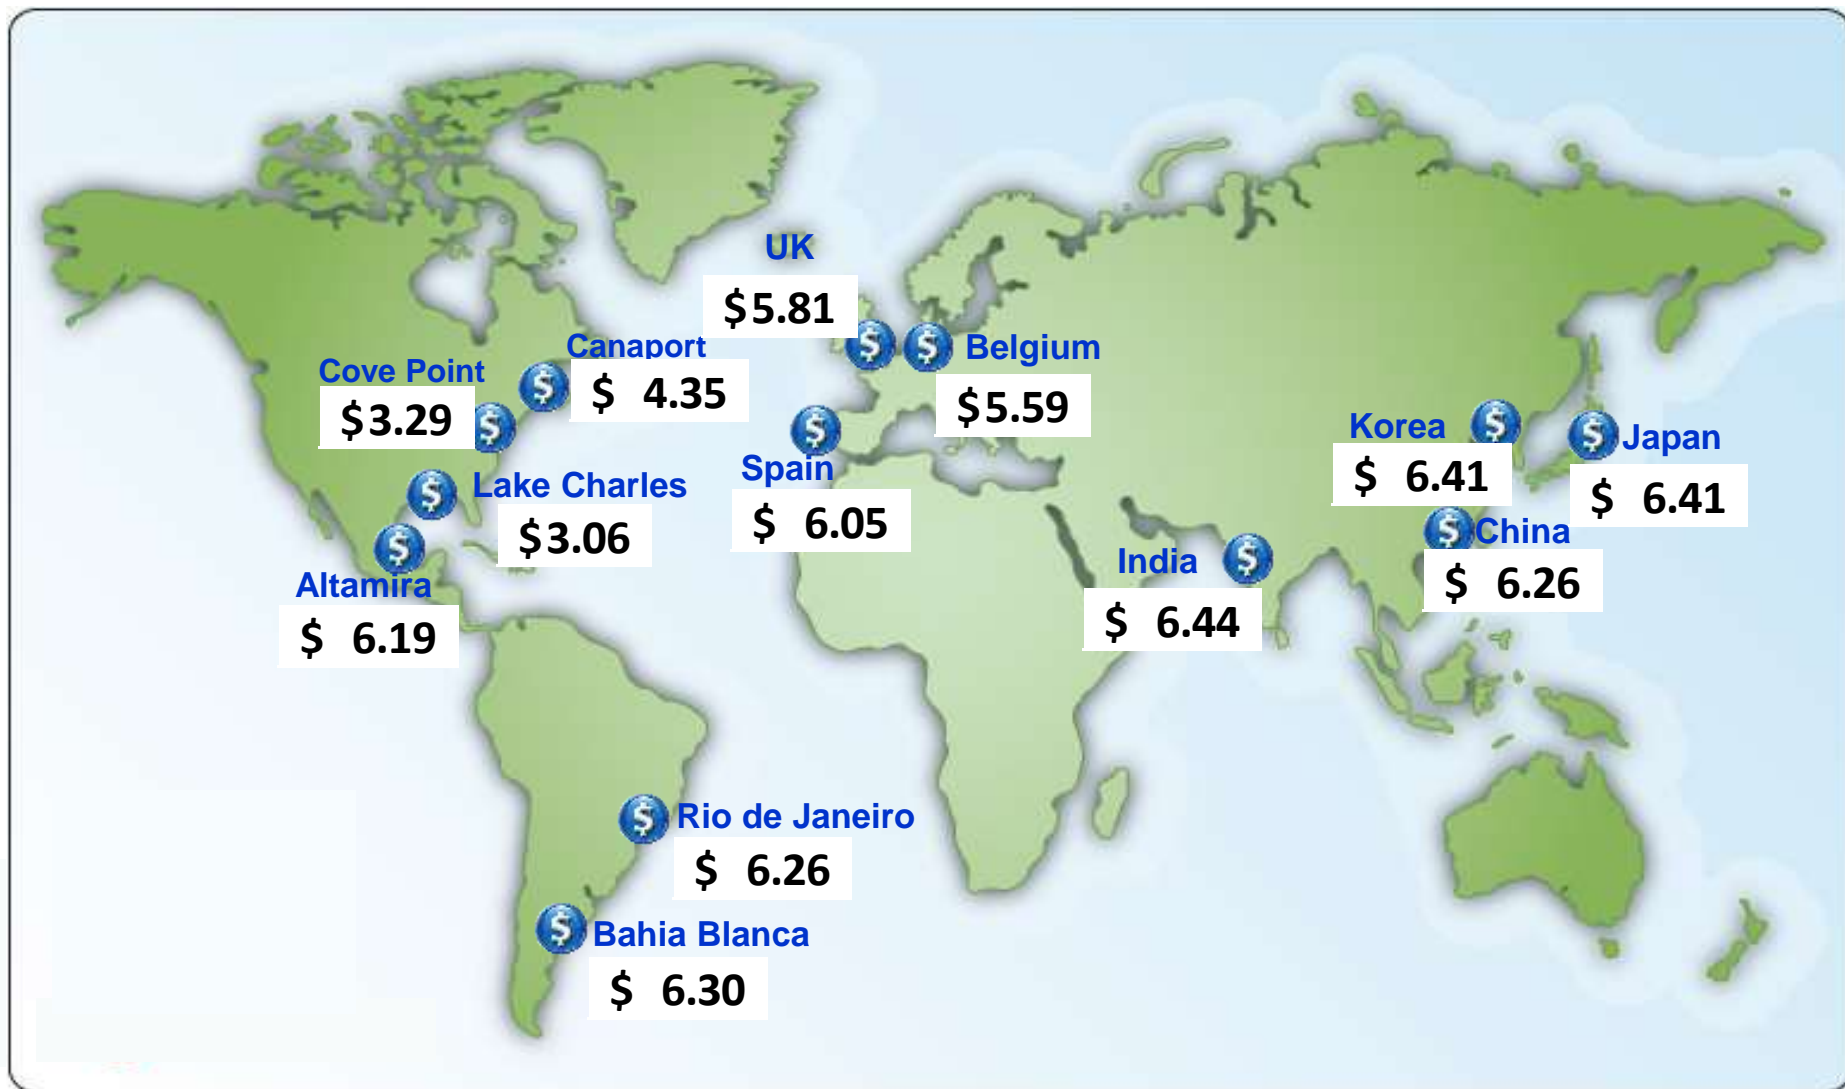 UK
$5.81
Canaport
$ 4.35
Cove Point
$3.29
Belgium
$5.59
Lake Charles
$3.06
Spain
$ 6.05
Altamira
$ 6.19
Korea
$ 6.41
Japan
$ 6.41
China
$ 6.26
India
$ 6.44
Rio de Janeiro
$ 6.26
Bahia Blanca
$ 6.30